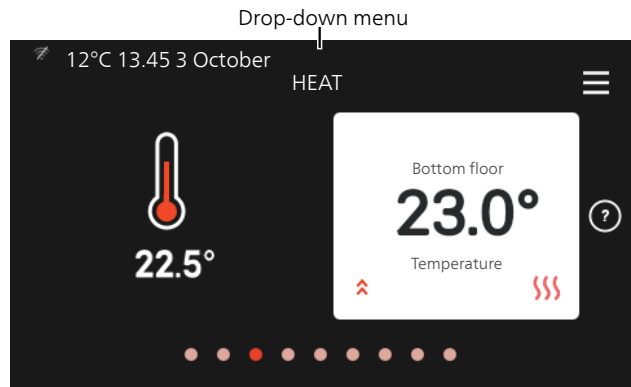 Drop-down menu
12°C 13.45 3 October
HEAT
Bottom floor
23.0°
Temperature
22.5°
?